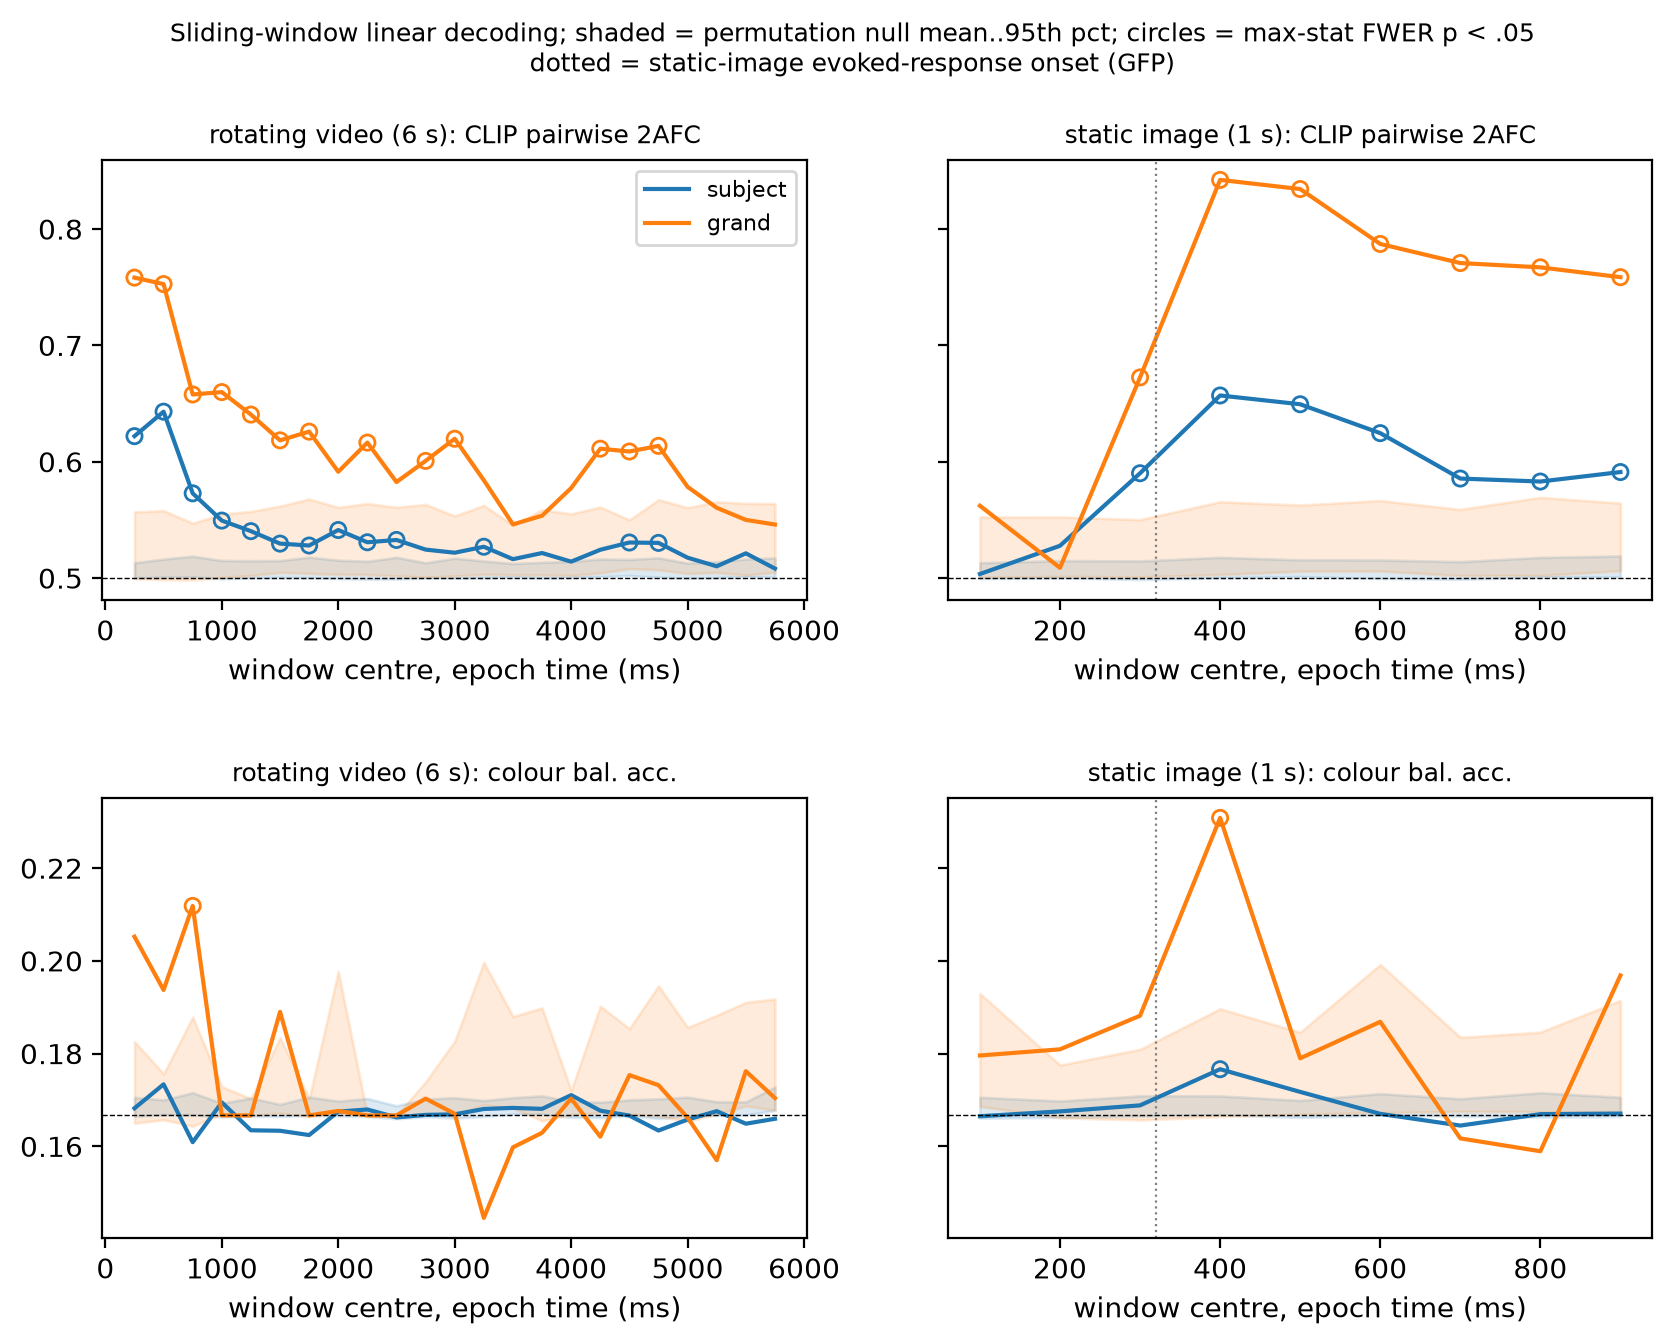 Sliding-window linear decoding; shaded = permutation null mean..95th pct; circles = max-stat FWER p < .05
dotted = static-image evoked-response onset (GFP)
rotating video (6 s): CLIP pairwise 2AFC
subject
grand
0.8
0.7
0.6
0.5
0 1000 2000 3000 4000 5000 6000
window centre, epoch time (ms)
static image (1 s): CLIP pairwise 2AFC
200 400 600 800
window centre, epoch time (ms)
rotating video (6 s): colour bal. acc.
0.22
0.20
0.18
0.16
0 1000 2000 3000 4000 5000 6000
window centre, epoch time (ms)
static image (1 s): colour bal. acc.
200 400 600 800
window centre, epoch time (ms)